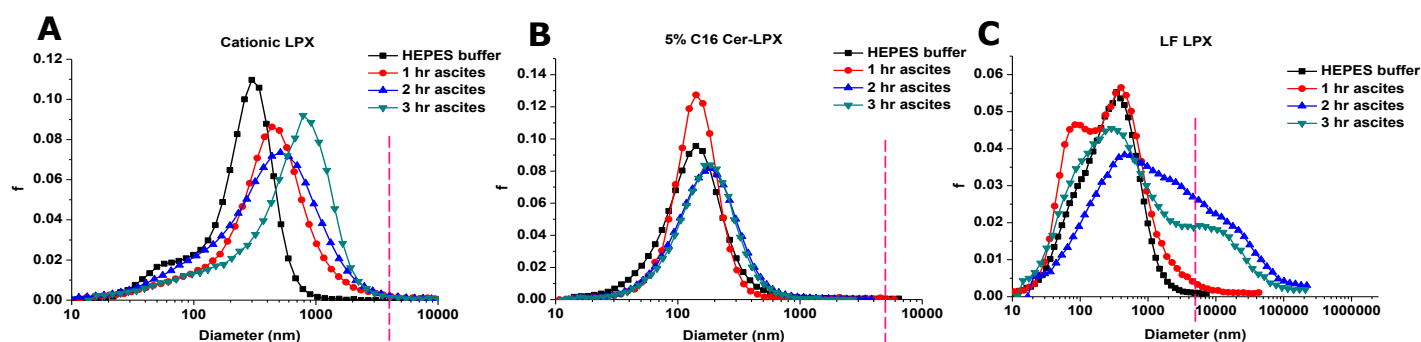 A
Cationic LPX
HEPES buffer
1 hr ascites
2 hr ascites
3 hr ascites
0.12
0.10
0.08
0.06
0.04
0.02
0.00
f
10
100
1000
10000
Diameter (nm)
B
5% C16 Cer-LPX
HEPES buffer
1 hr ascites
2 hr ascites
3 hr ascites
0.14
0.12
0.10
0.08
0.06
0.04
0.02
0.00
f
10
100
1000
10000
Diameter (nm)
C
LF LPX
HEPES buffer
1 hr ascites
2 hr ascites
3 hr ascites
0.06
0.05
0.04
0.03
0.02
0.01
0.00
f
10
100
1000
10000
100000
1000000
Diameter (nm)